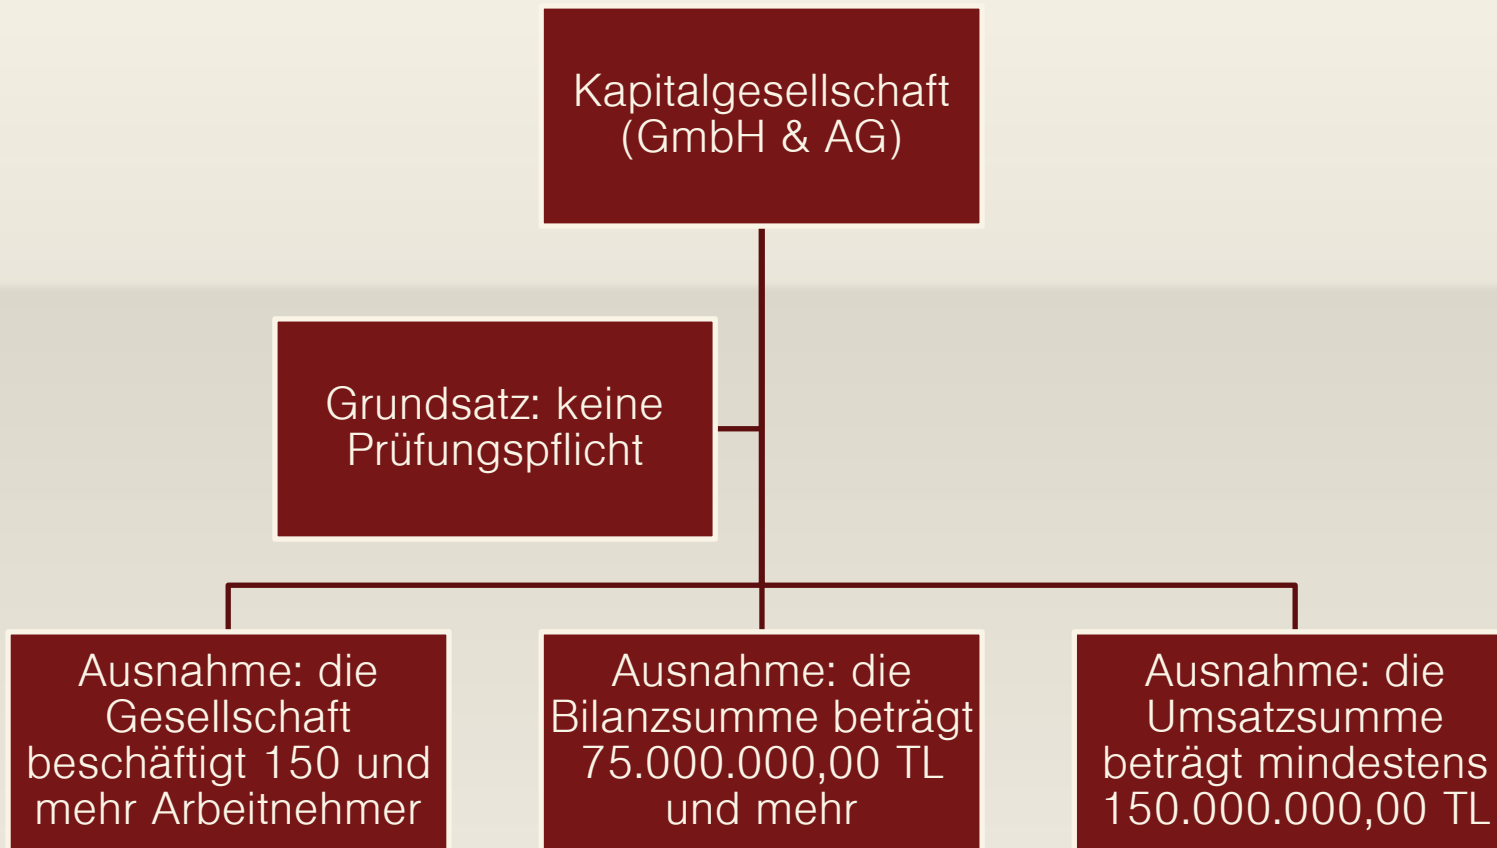 Kapitalgesellschaft
(GmbH & AG)
Grundsatz: keine
Prüfungspflicht
Ausnahme: die
Gesellschaft
beschäftigt 150 und
mehr Arbeitnehmer
Ausnahme: die
Bilanzsumme beträgt
75.000.000,00 TL
und mehr
Ausnahme: die
Umsatzsumme
beträgt mindestens
150.000.000,00 TL